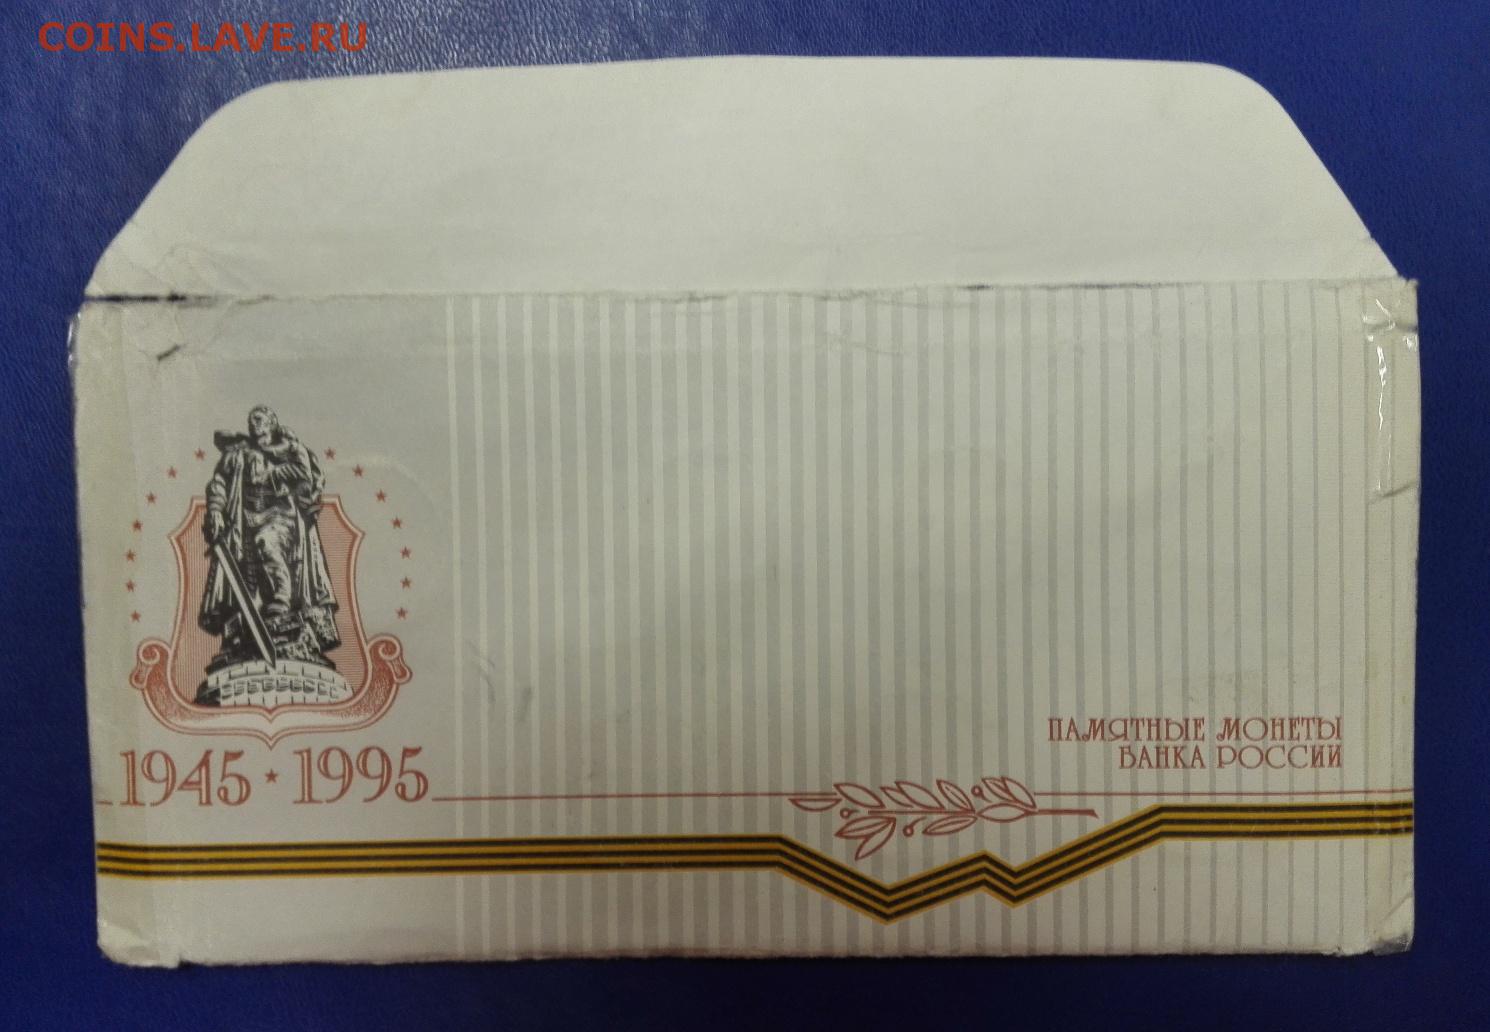 COINS.LAVE.RU
1945 ★ 1995
ПАМЯТНЫЕ МОНЕТЫ
БАНКА РОССИИ